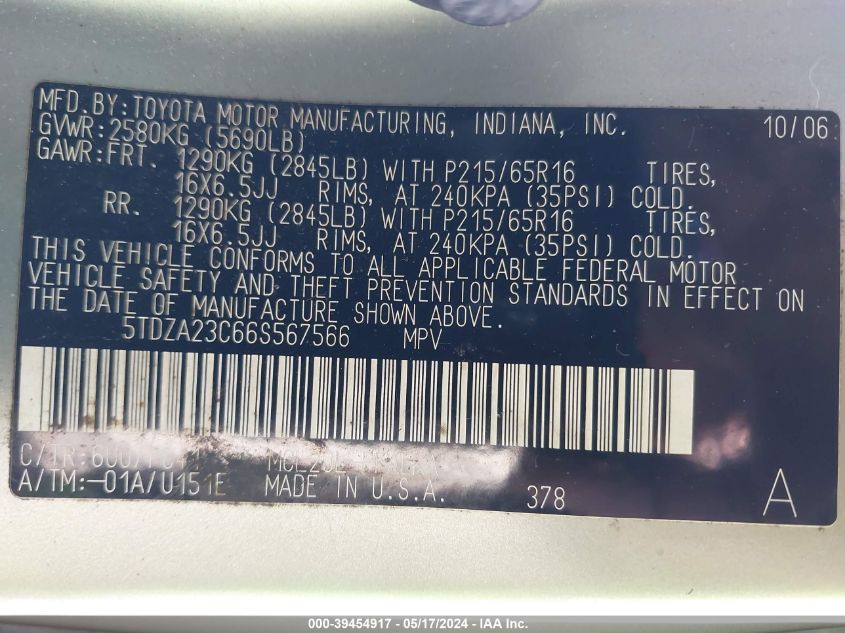 MFD. BY: TOYOTA MOTOR MANUFACTURING, INDIANA, INC. 10/06
GVWR: 2580KG (5690LB)
GAWR: FRT. 1290KG (2845LB) WITH P215/65R16 TIRES,
16X6.5JJ RIMS, AT 240KPA (35PSI) COLD.
RR. 1290KG (2845LB) WITH P215/65R16 TIRES,
16X6.5JJ RIMS, AT 240KPA (35PSI) COLD.
THIS VEHICLE CONFORMS TO ALL APPLICABLE FEDERAL MOTOR
VEHICLE SAFETY AND THEFT PREVENTION STANDARDS IN EFFECT ON
THE DATE OF MANUFACTURE SHOWN ABOVE.
5TDZA23C66S567566 MPV
C/TR:
A/TM:-01A/U151E MADE IN U.S.A. 378 A
000-39454917 - 05/17/2024 - IAA Inc.